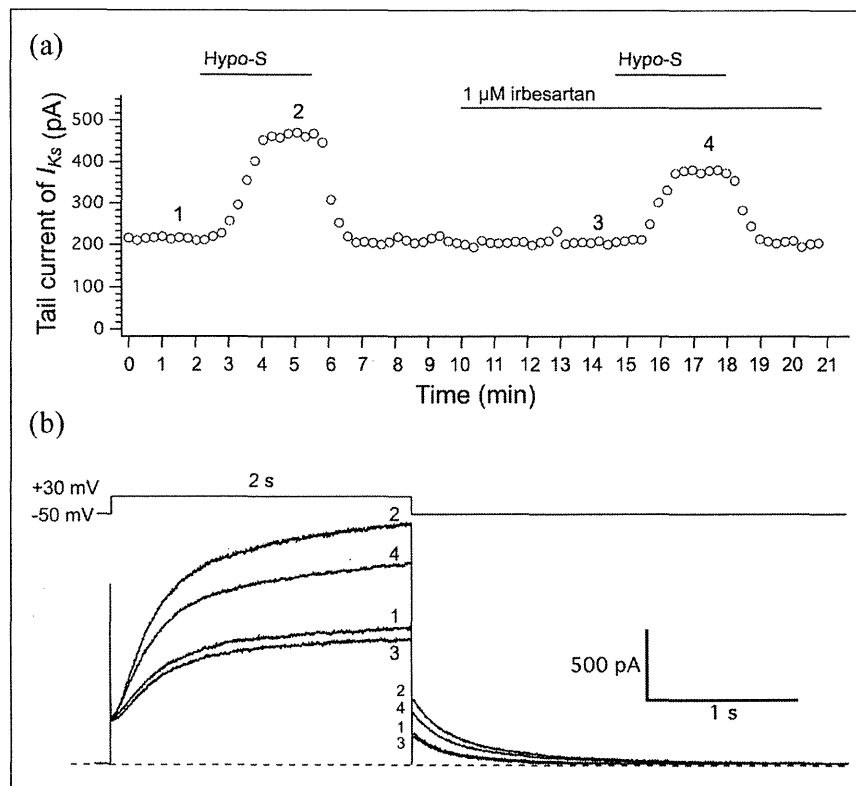 (a)
Hypo-S
Hypo-S
1 μM irbesartan
Tail current of I_Ks (pA)
500
400
300
200
100
0
1
2
3
4
0 1 2 3 4 5 6 7 8 9 10 11 12 13 14 15 16 17 18 19 20 21
Time (min)
(b)
+30 mV
-50 mV
2 s
2
4
1
3
2
4
1
3
500 pA
1 s